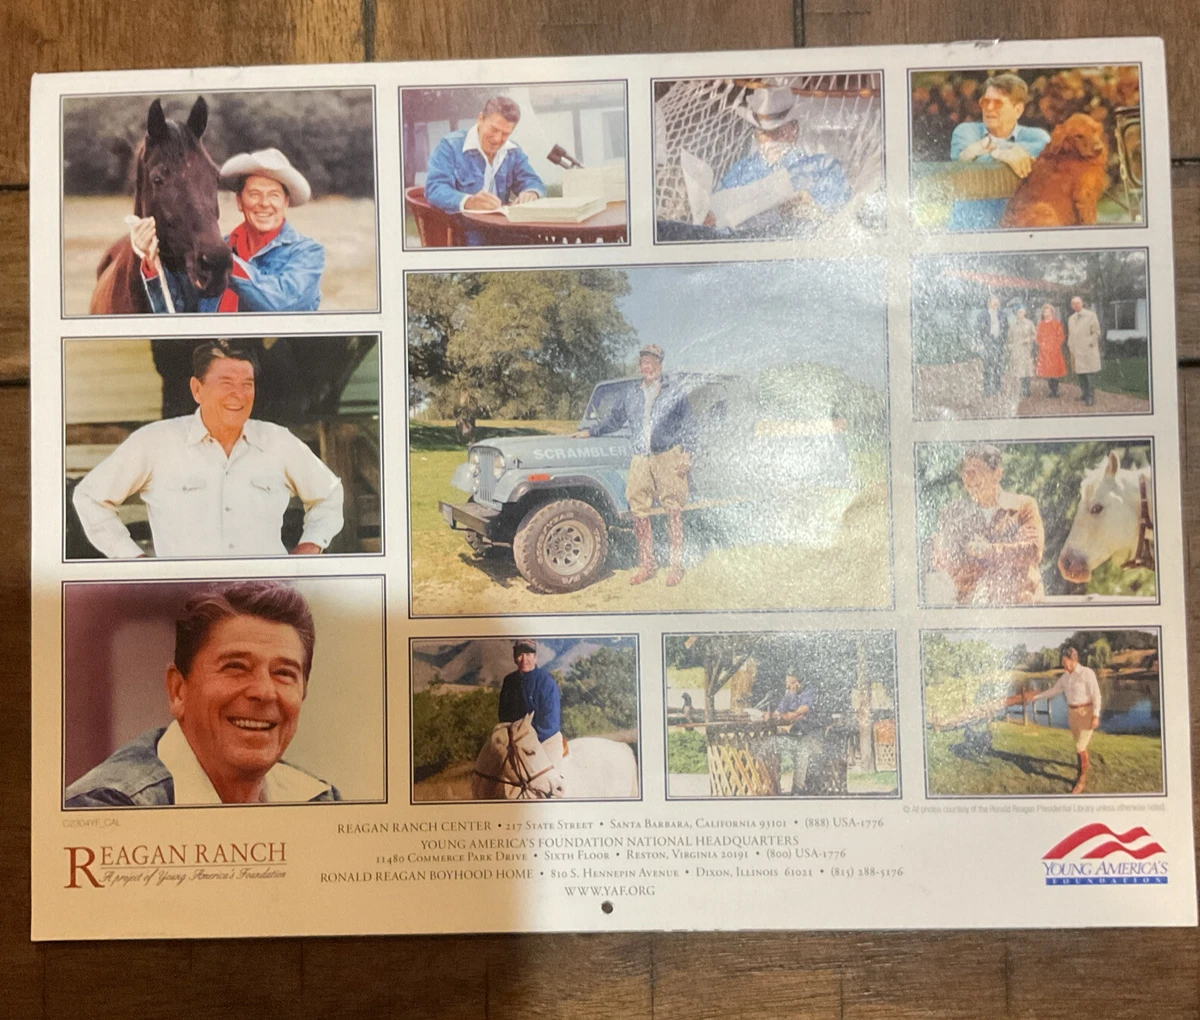 SCRAMBLER
© All photos courtesy of the Ronald Reagan Presidential Library unless otherwise noted.
C2304YF_CAL
REAGAN RANCH CENTER • 217 STATE STREET • SANTA BARBARA, CALIFORNIA 93101 • (888) USA-1776
YOUNG AMERICA'S FOUNDATION NATIONAL HEADQUARTERS
11480 COMMERCE PARK DRIVE • SIXTH FLOOR • RESTON, VIRGINIA 20191 • (800) USA-1776
RONALD REAGAN BOYHOOD HOME • 810 S. HENNEPIN AVENUE • DIXON, ILLINOIS 61021 • (815) 288-5176
WWW.YAF.ORG
REAGAN RANCH
A project of Young America's Foundation
YOUNG AMERICA'S
FOUNDATION